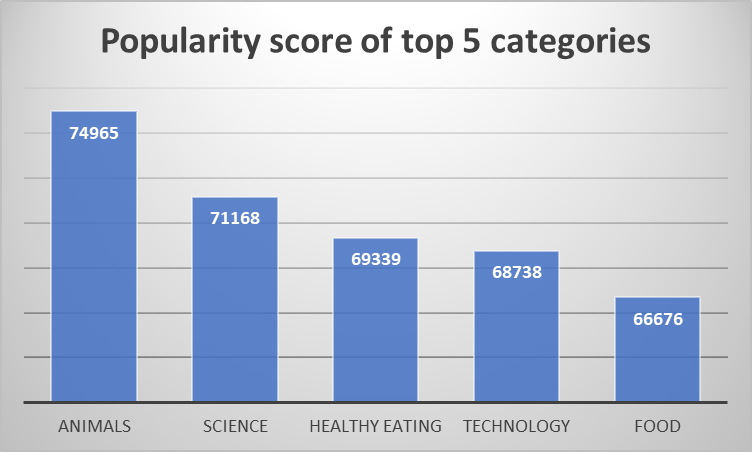 Popularity score of top 5 categories
74965
71168
69339
68738
66676
ANIMALS SCIENCE HEALTHY EATING TECHNOLOGY FOOD